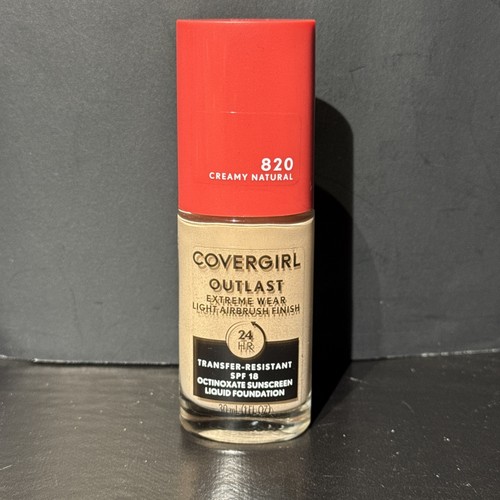 820
CREAMY NATURAL
COVERGIRL
OUTLAST
EXTREME WEAR
LIGHT AIRBRUSH FINISH
24
HR
TRANSFER-RESISTANT
SPF 18
OCTINOXATE SUNSCREEN
LIQUID FOUNDATION
30 mL (1 FL OZ)